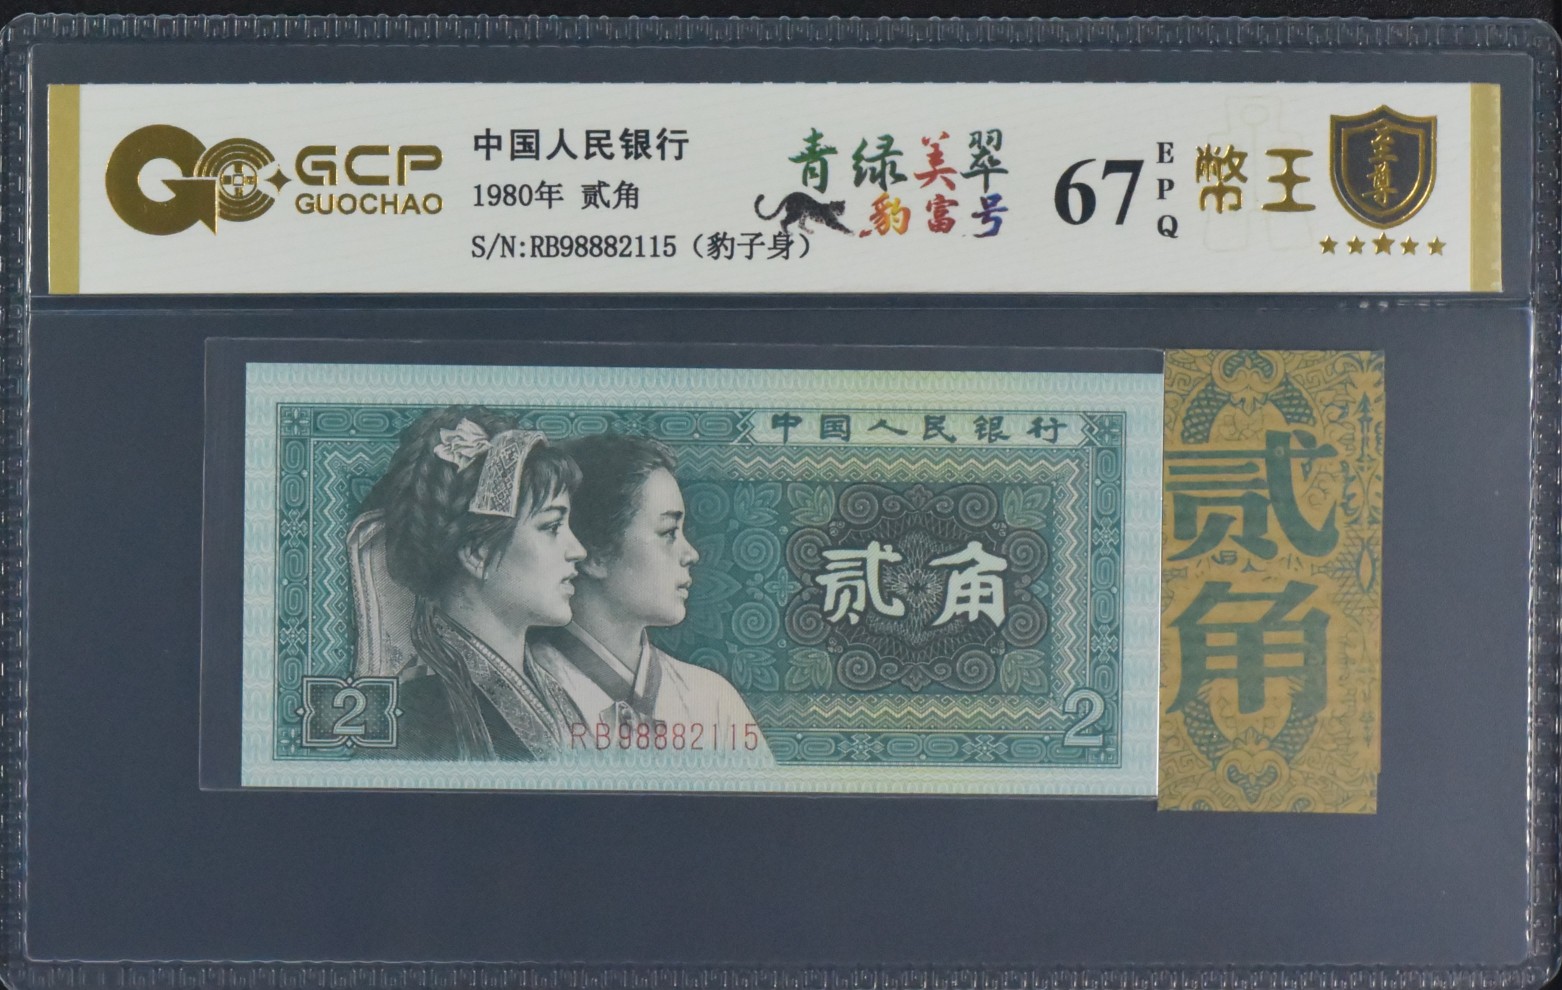 GCP
GUOCHAO
中国人民银行
1980年 贰角
S/N:RB98882115（豹子身）
青绿美翠
豹富号
67
EPQ
幣王
至尊
中国人民银行
贰角
2
2
RB98882115
贰角